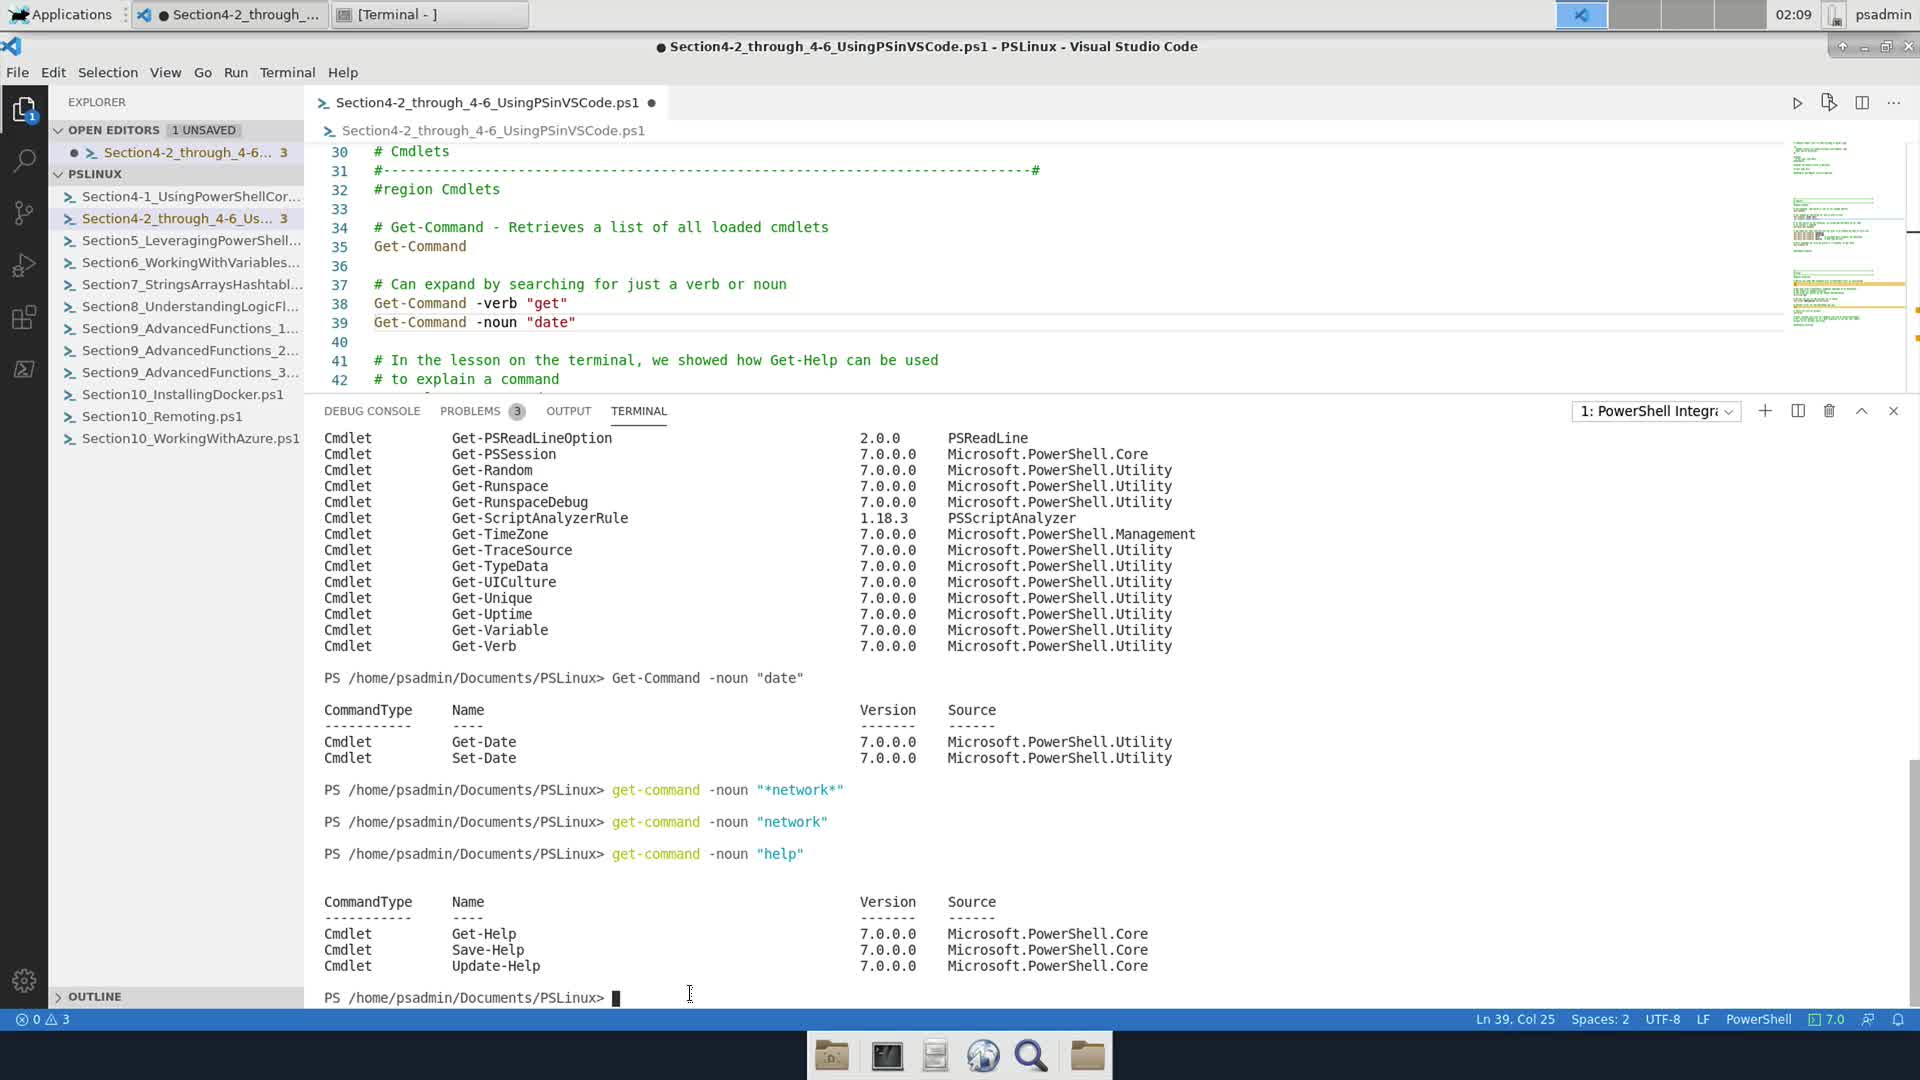 Applications
Section4-2_through_...
[Terminal - ]
02:09
psadmin
Section4-2_through_4-6_UsingPSinVSCode.ps1 - PSLinux - Visual Studio Code
File Edit Selection View Go Run Terminal Help
EXPLORER
OPEN EDITORS 1 UNSAVED
Section4-2_through_4-6... 3
PSLINUX
Section4-1_UsingPowerShellCor...
Section4-2_through_4-6_Us... 3
Section5_LeveragingPowerShell...
Section6_WorkingWithVariables...
Section7_StringsArraysHashtabl...
Section8_UnderstandingLogicFl...
Section9_AdvancedFunctions_1...
Section9_AdvancedFunctions_2...
Section9_AdvancedFunctions_3...
Section10_InstallingDocker.ps1
Section10_Remoting.ps1
Section10_WorkingWithAzure.ps1
OUTLINE
Section4-2_through_4-6_UsingPSinVSCode.ps1
Section4-2_through_4-6_UsingPSinVSCode.ps1
30 # Cmdlets
31 #-----------------------------------------------------------------------------#
32 #region Cmdlets
33
34 # Get-Command - Retrieves a list of all loaded cmdlets
35 Get-Command
36
37 # Can expand by searching for just a verb or noun
38 Get-Command -verb "get"
39 Get-Command -noun "date"
40
41 # In the lesson on the terminal, we showed how Get-Help can be used
42 # to explain a command
DEBUG CONSOLE PROBLEMS 3 OUTPUT TERMINAL
1: PowerShell Integra
Cmdlet Get-PSReadLineOption 2.0.0 PSReadLine
Cmdlet Get-PSSession 7.0.0.0 Microsoft.PowerShell.Core
Cmdlet Get-Random 7.0.0.0 Microsoft.PowerShell.Utility
Cmdlet Get-Runspace 7.0.0.0 Microsoft.PowerShell.Utility
Cmdlet Get-RunspaceDebug 7.0.0.0 Microsoft.PowerShell.Utility
Cmdlet Get-ScriptAnalyzerRule 1.18.3 PSScriptAnalyzer
Cmdlet Get-TimeZone 7.0.0.0 Microsoft.PowerShell.Management
Cmdlet Get-TraceSource 7.0.0.0 Microsoft.PowerShell.Utility
Cmdlet Get-TypeData 7.0.0.0 Microsoft.PowerShell.Utility
Cmdlet Get-UICulture 7.0.0.0 Microsoft.PowerShell.Utility
Cmdlet Get-Unique 7.0.0.0 Microsoft.PowerShell.Utility
Cmdlet Get-Uptime 7.0.0.0 Microsoft.PowerShell.Utility
Cmdlet Get-Variable 7.0.0.0 Microsoft.PowerShell.Utility
Cmdlet Get-Verb 7.0.0.0 Microsoft.PowerShell.Utility
PS /home/psadmin/Documents/PSLinux> Get-Command -noun "date"
CommandType Name Version Source
----------- ---- ------- ------
Cmdlet Get-Date 7.0.0.0 Microsoft.PowerShell.Utility
Cmdlet Set-Date 7.0.0.0 Microsoft.PowerShell.Utility
PS /home/psadmin/Documents/PSLinux> get-command -noun "*network*"
PS /home/psadmin/Documents/PSLinux> get-command -noun "network"
PS /home/psadmin/Documents/PSLinux> get-command -noun "help"
CommandType Name Version Source
----------- ---- ------- ------
Cmdlet Get-Help 7.0.0.0 Microsoft.PowerShell.Core
Cmdlet Save-Help 7.0.0.0 Microsoft.PowerShell.Core
Cmdlet Update-Help 7.0.0.0 Microsoft.PowerShell.Core
PS /home/psadmin/Documents/PSLinux>
0 3
Ln 39, Col 25 Spaces: 2 UTF-8 LF PowerShell 7.0